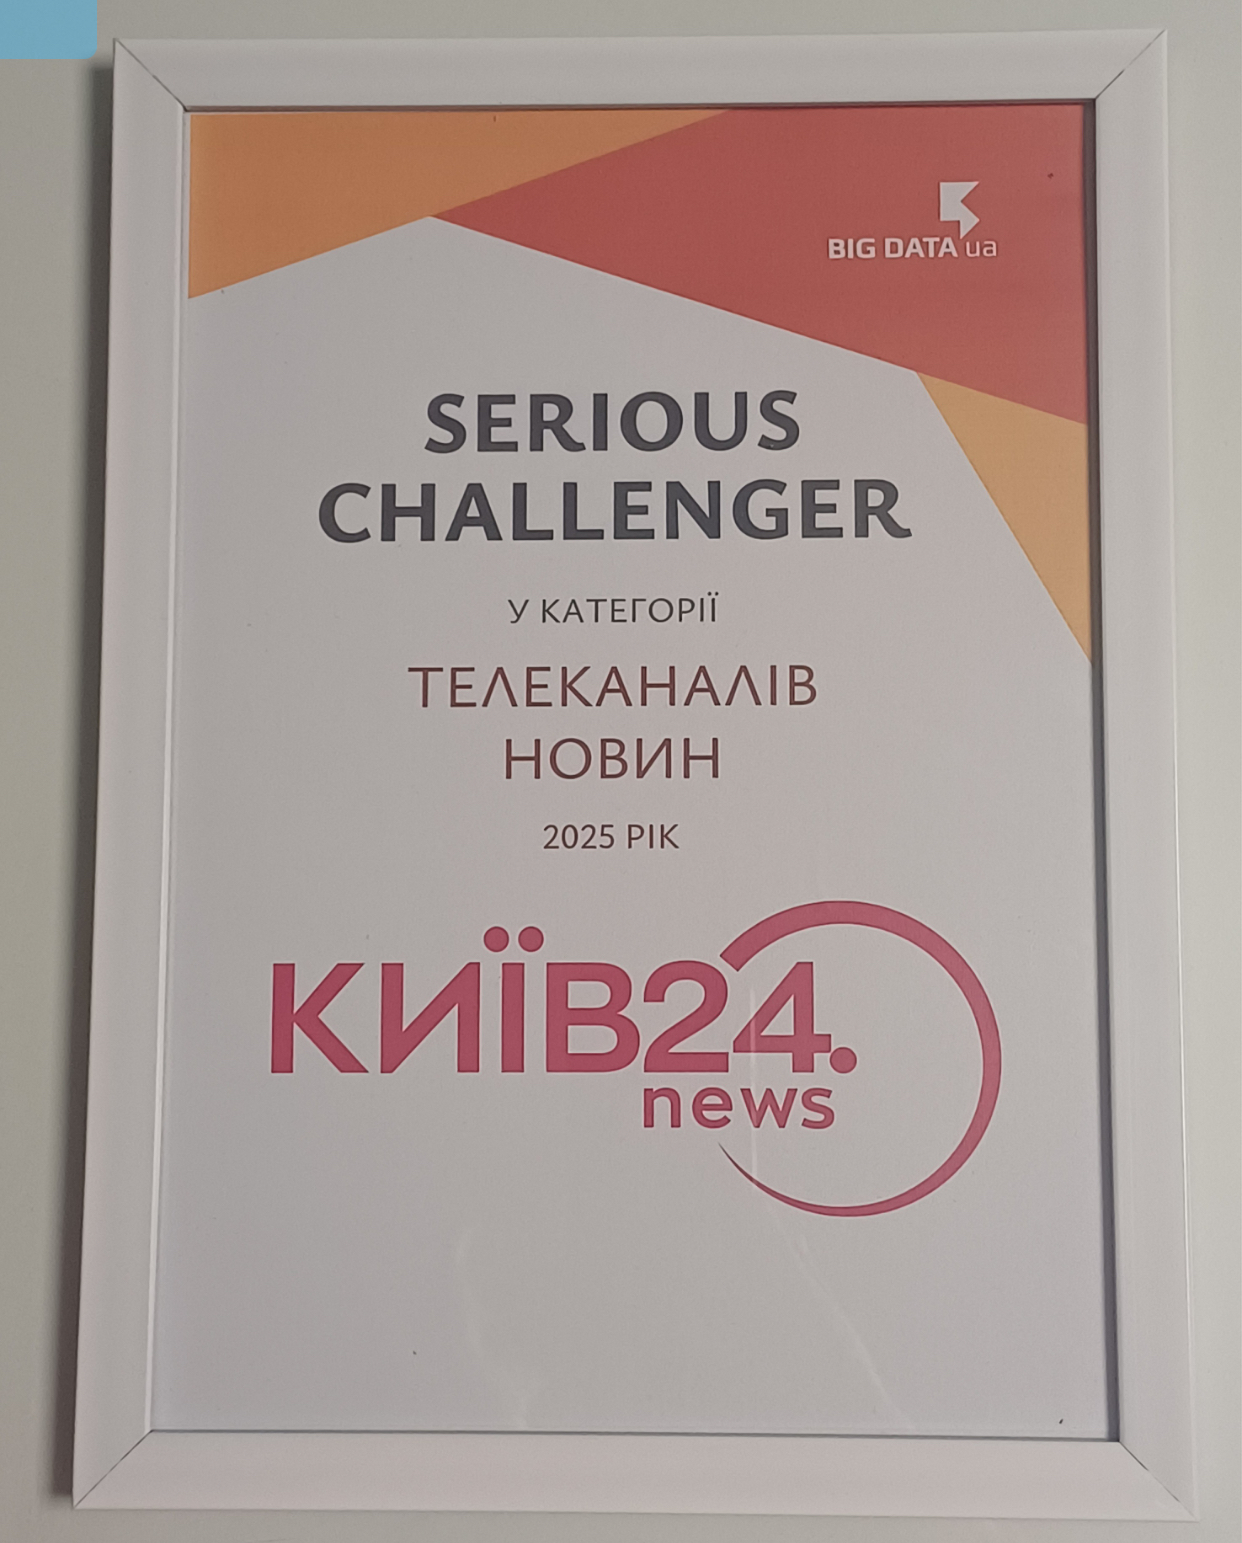 BIG DATA ua
SERIOUS
CHALLENGER
У КАТЕГОРІЇ
ТЕЛЕКАНАЛІВ
НОВИН
2025 РІК
КИЇВ24.
news